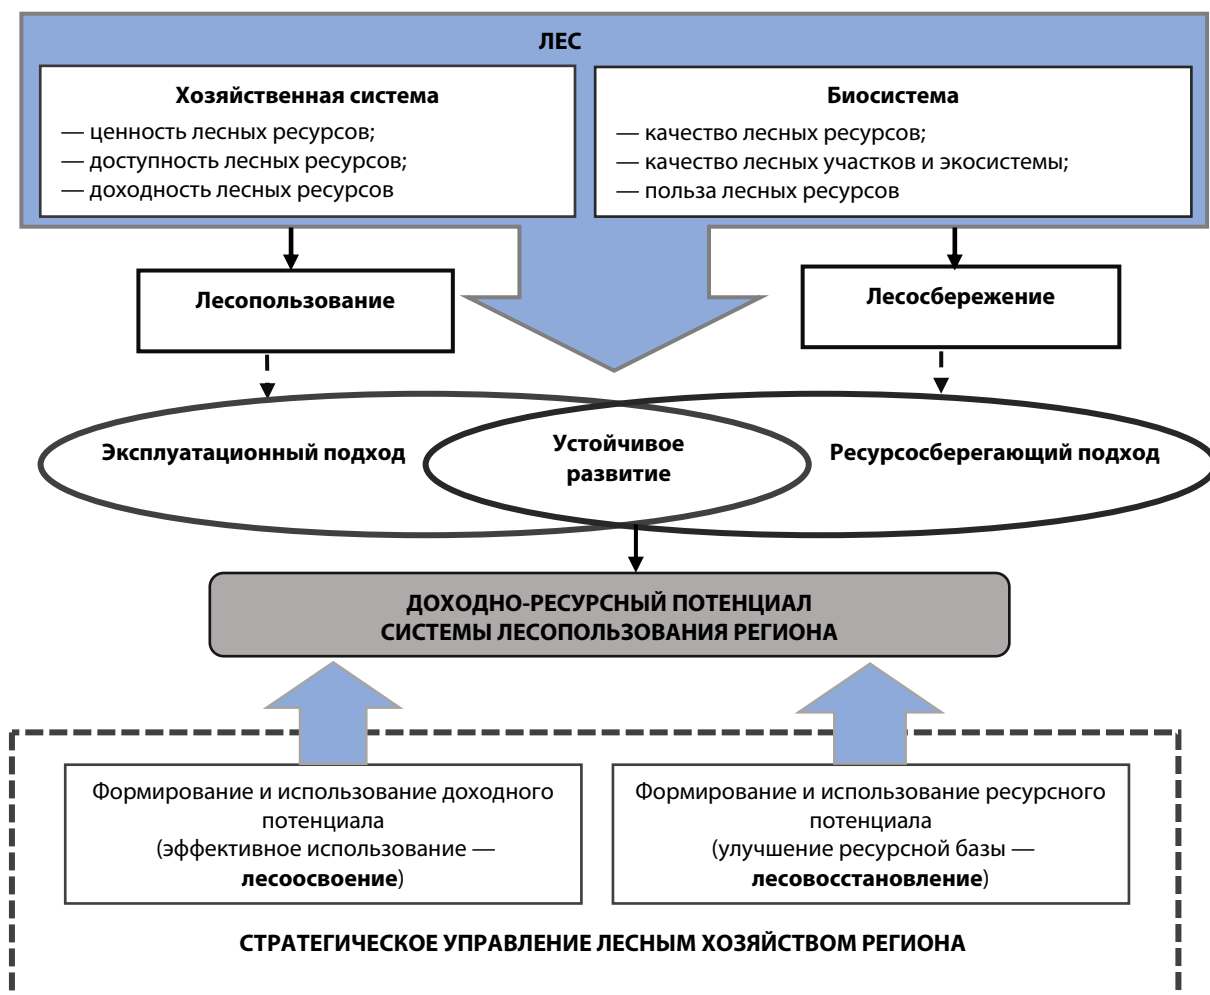 ЛЕС
Хозяйственная система
— ценность лесных ресурсов;
— доступность лесных ресурсов;
— доходность лесных ресурсов
Биосистема
— качество лесных ресурсов;
— качество лесных участков и экосистемы;
— польза лесных ресурсов
Лесопользование
Лесосбережение
Эксплуатационный подход
Устойчивое
развитие
Ресурсосберегающий подход
ДОХОДНО-РЕСУРСНЫЙ ПОТЕНЦИАЛ
СИСТЕМЫ ЛЕСОПОЛЬЗОВАНИЯ РЕГИОНА
Формирование и использование доходного
потенциала
(эффективное использование —
лесоосвоение)
Формирование и использование ресурсного
потенциала
(улучшение ресурсной базы —
лесовосстановление)
СТРАТЕГИЧЕСКОЕ УПРАВЛЕНИЕ ЛЕСНЫМ ХОЗЯЙСТВОМ РЕГИОНА